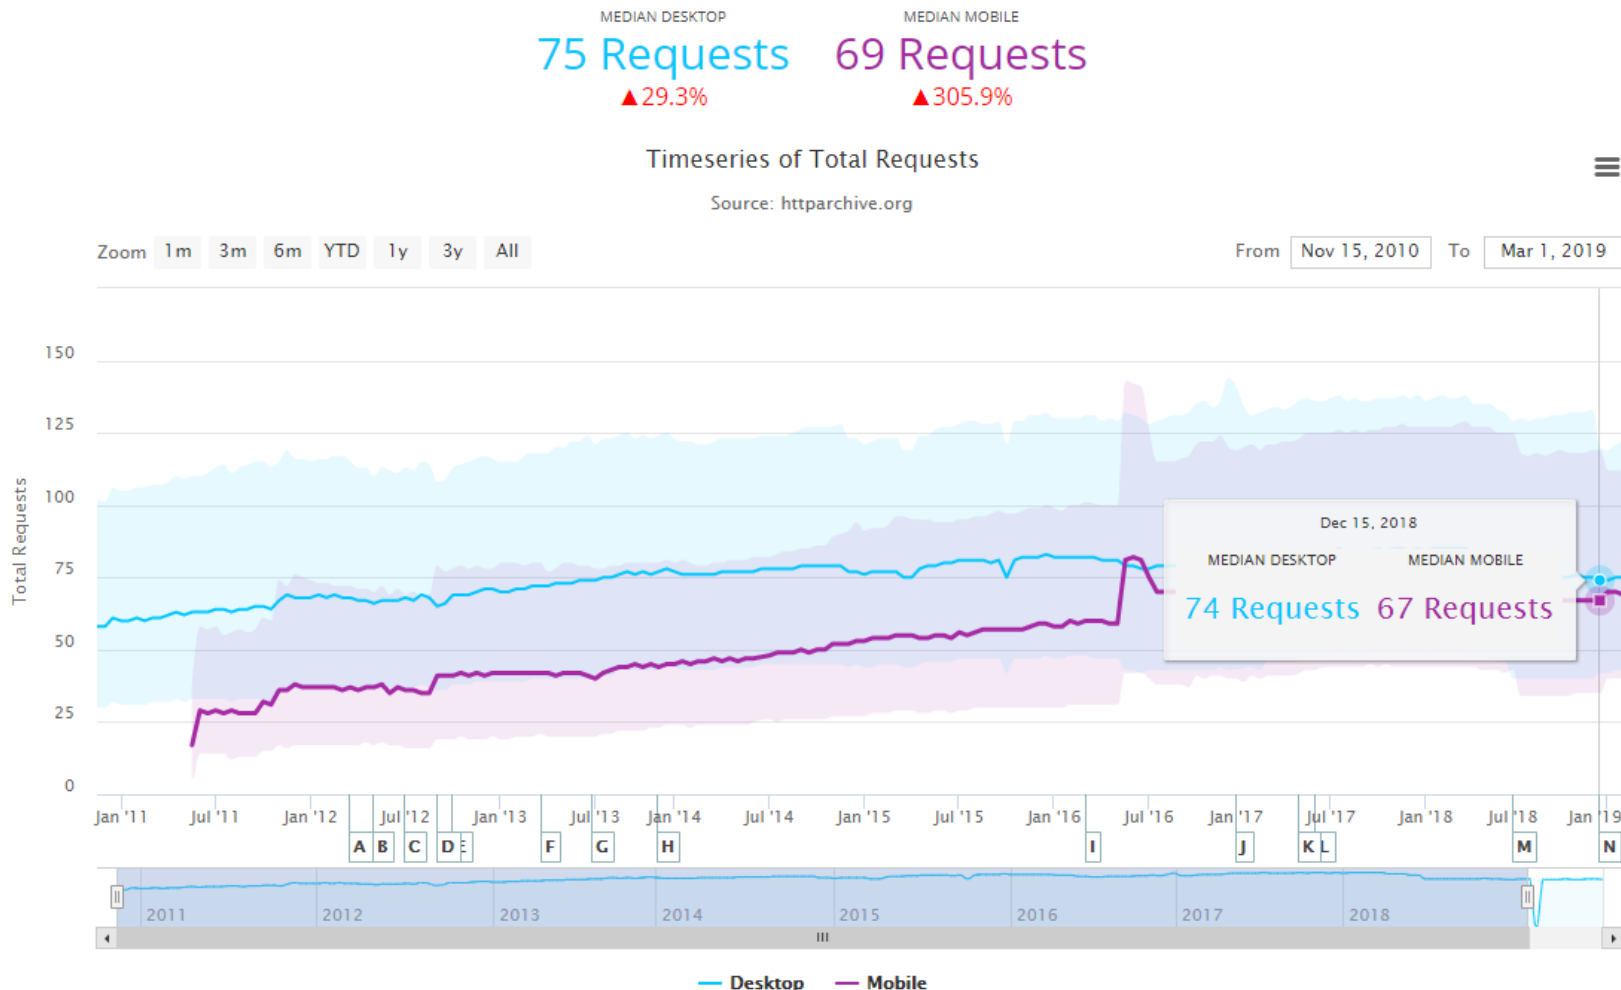 MEDIAN DESKTOP MEDIAN MOBILE
75 Requests 69 Requests
▲29.3% ▲305.9%
Timeseries of Total Requests
Source: httparchive.org
Zoom 1m 3m 6m YTD 1y 3y All From Nov 15, 2010 To Mar 1, 2019
Total Requests
150
125
100
75
50
25
0
Dec 15, 2018
MEDIAN DESKTOP MEDIAN MOBILE
74 Requests 67 Requests
Jan '11 Jul '11 Jan '12 Jul '12 Jan '13 Jul '13 Jan '14 Jul '14 Jan '15 Jul '15 Jan '16 Jul '16 Jan '17 Jul '17 Jan '18 Jul '18 Jan '19
A B C D E F G H I J K L M N
2011 2012 2013 2014 2015 2016 2017 2018
Desktop Mobile